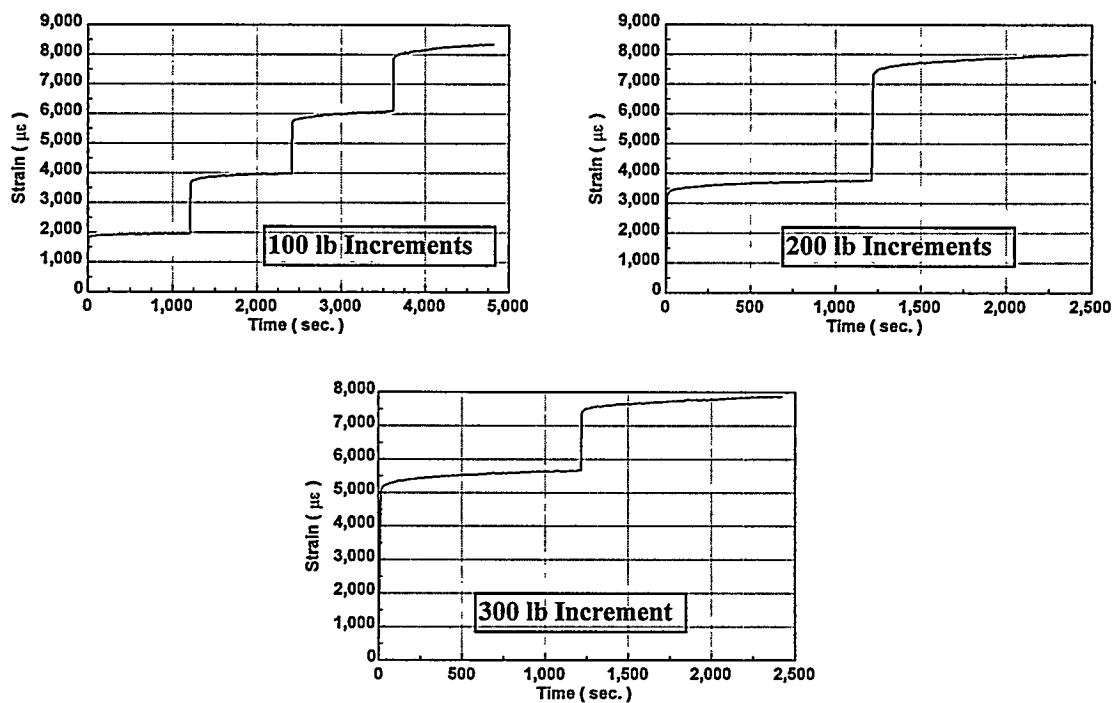 9,000
8,000
7,000
6,000
5,000
4,000
3,000
2,000
1,000
0
Strain ( με )
100 lb Increments
0 1,000 2,000 3,000 4,000 5,000
Time ( sec. )
9,000
8,000
7,000
6,000
5,000
4,000
3,000
2,000
1,000
0
Strain ( με )
200 lb Increments
0 500 1,000 1,500 2,000 2,500
Time ( sec. )
8,000
7,000
6,000
5,000
4,000
3,000
2,000
1,000
0
Strain ( με )
300 lb Increment
0 500 1,000 1,500 2,000 2,500
Time ( sec. )